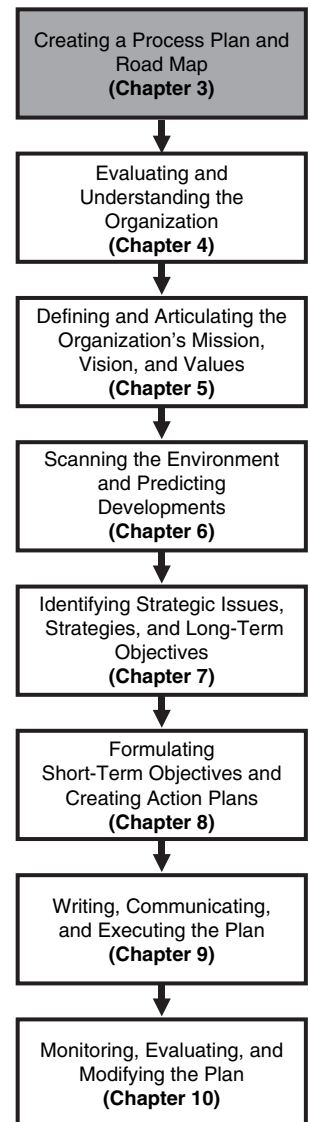 Creating a Process Plan and
Road Map
(Chapter 3)
Evaluating and
Understanding the
Organization
(Chapter 4)
Defining and Articulating the
Organization’s Mission,
Vision, and Values
(Chapter 5)
Scanning the Environment
and Predicting
Developments
(Chapter 6)
Identifying Strategic Issues,
Strategies, and Long-Term
Objectives
(Chapter 7)
Formulating
Short-Term Objectives and
Creating Action Plans
(Chapter 8)
Writing, Communicating,
and Executing the Plan
(Chapter 9)
Monitoring, Evaluating, and
Modifying the Plan
(Chapter 10)